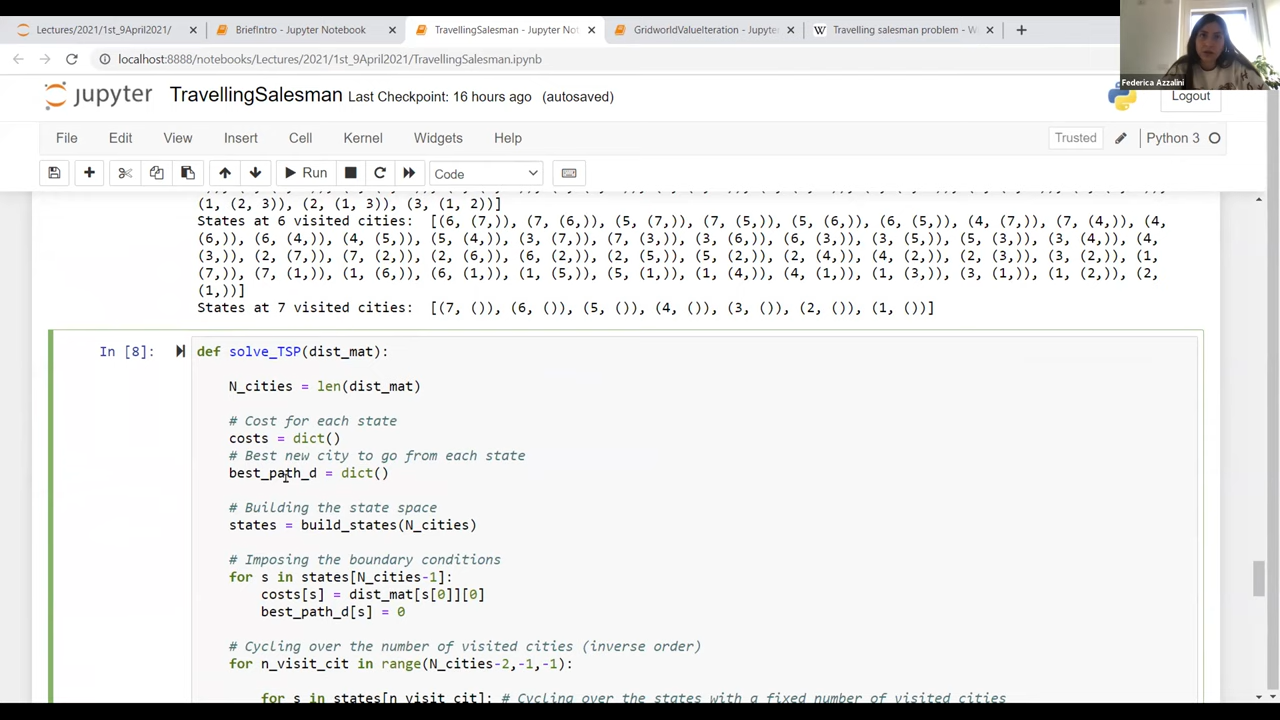 Lectures/2021/1st_9April2021/
BriefIntro - Jupyter Notebook
TravellingSalesman - Jupyter Not
GridworldValueIteration - Jupyte
Travelling salesman problem - W
localhost:8888/notebooks/Lectures/2021/1st_9April2021/TravellingSalesman.ipynb
Federica Azzalini
jupyter TravellingSalesman Last Checkpoint: 16 hours ago (autosaved)
Logout
File Edit View Insert Cell Kernel Widgets Help
Trusted Python 3
Run Code
(1, (2, 3)), (2, (1, 3)), (3, (1, 2))]
States at 6 visited cities: [(6, (7,)), (7, (6,)), (5, (7,)), (7, (5,)), (5, (6,)), (6, (5,)), (4, (7,)), (7, (4,)), (4,
(6,)), (6, (4,)), (4, (5,)), (5, (4,)), (3, (7,)), (7, (3,)), (3, (6,)), (6, (3,)), (3, (5,)), (5, (3,)), (3, (4,)), (4,
(3,)), (2, (7,)), (7, (2,)), (2, (6,)), (6, (2,)), (2, (5,)), (5, (2,)), (2, (4,)), (4, (2,)), (2, (3,)), (3, (2,)), (1,
(7,)), (7, (1,)), (1, (6,)), (6, (1,)), (1, (5,)), (5, (1,)), (1, (4,)), (4, (1,)), (1, (3,)), (3, (1,)), (1, (2,)), (2,
(1,))]
States at 7 visited cities: [(7, ()), (6, ()), (5, ()), (4, ()), (3, ()), (2, ()), (1, ())]
In [8]:
def solve_TSP(dist_mat):
N_cities = len(dist_mat)
# Cost for each state
costs = dict()
# Best new city to go from each state
best_path_d = dict()
# Building the state space
states = build_states(N_cities)
# Imposing the boundary conditions
for s in states[N_cities-1]:
costs[s] = dist_mat[s[0]][0]
best_path_d[s] = 0
# Cycling over the number of visited cities (inverse order)
for n_visit_cit in range(N_cities-2,-1,-1):
for s in states[n_visit_cit]: # Cycling over the states with a fixed number of visited cities